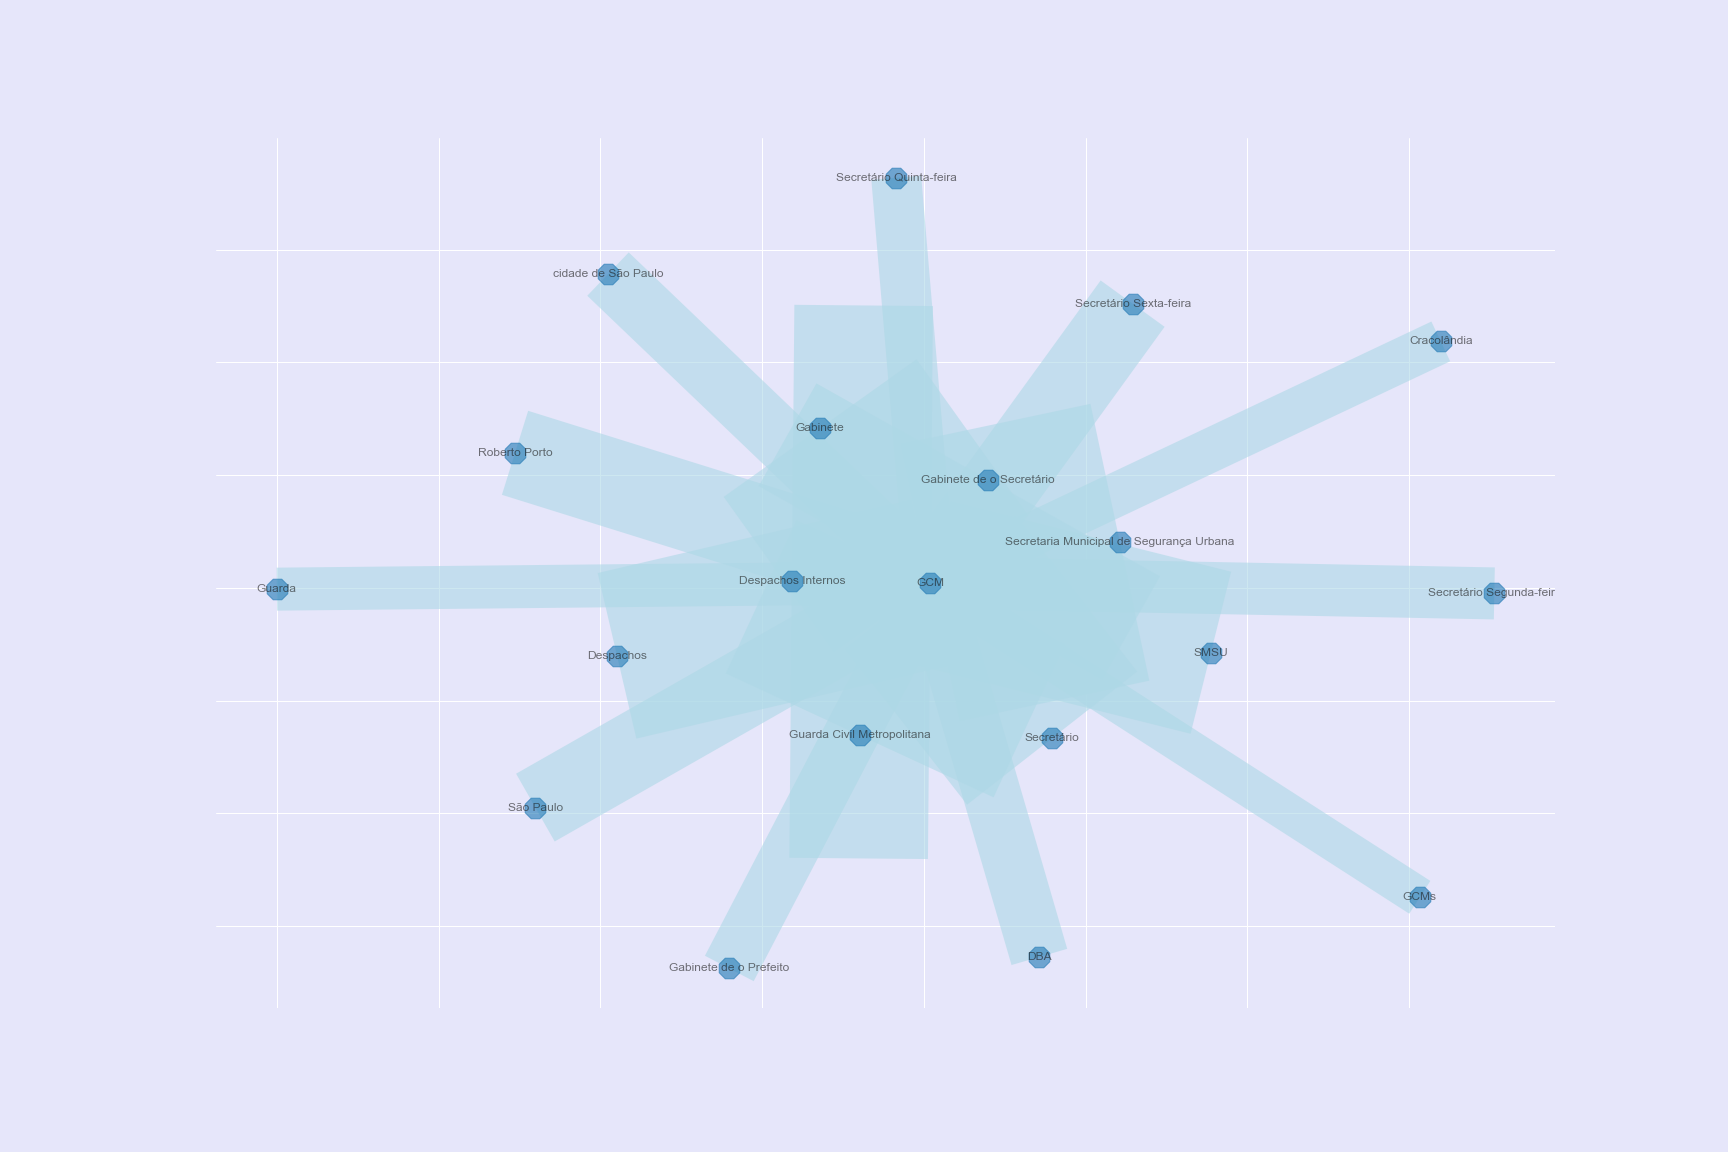 Secretário Quinta-feira
cidade de São Paulo
Secretário Sexta-feira
Cracolândia
Gabinete
Roberto Porto
Gabinete de o Secretário
Secretaria Municipal de Segurança Urbana
Despachos Internos
GCM
Guarda
Secretário Segunda-feir
Despachos
SMSU
Guarda Civil Metropolitana
Secretário
São Paulo
GCMs
DBA
Gabinete de o Prefeito